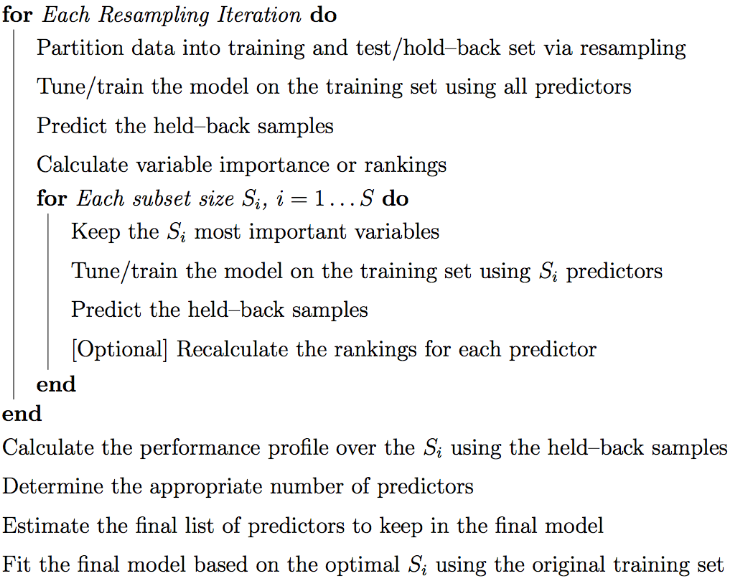 for Each Resampling Iteration do
Partition data into training and test/hold–back set via resampling
Tune/train the model on the training set using all predictors
Predict the held–back samples
Calculate variable importance or rankings
for Each subset size Sᵢ, i = 1 . . . S do
Keep the Sᵢ most important variables
Tune/train the model on the training set using Sᵢ predictors
Predict the held–back samples
[Optional] Recalculate the rankings for each predictor
end
end
Calculate the performance profile over the Sᵢ using the held–back samples
Determine the appropriate number of predictors
Estimate the final list of predictors to keep in the final model
Fit the final model based on the optimal Sᵢ using the original training set